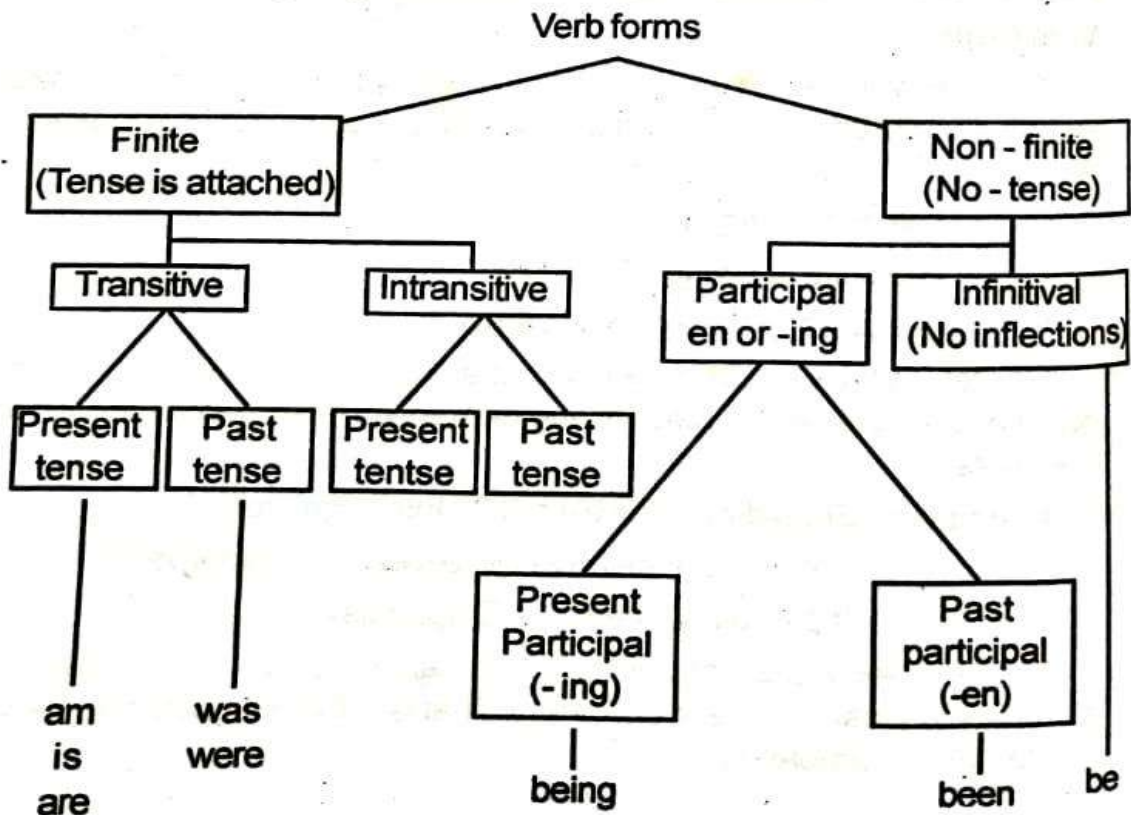 Verb forms
Finite
(Tense is attached)
Non - finite
(No - tense)
Transitive
Intransitive
Participal
en or -ing
Infinitival
(No inflections)
Present
tense
Past
tense
Present
tentse
Past
tense
Present
Participal
(- ing)
Past
participal
(-en)
am
is
are
was
were
being
been
be